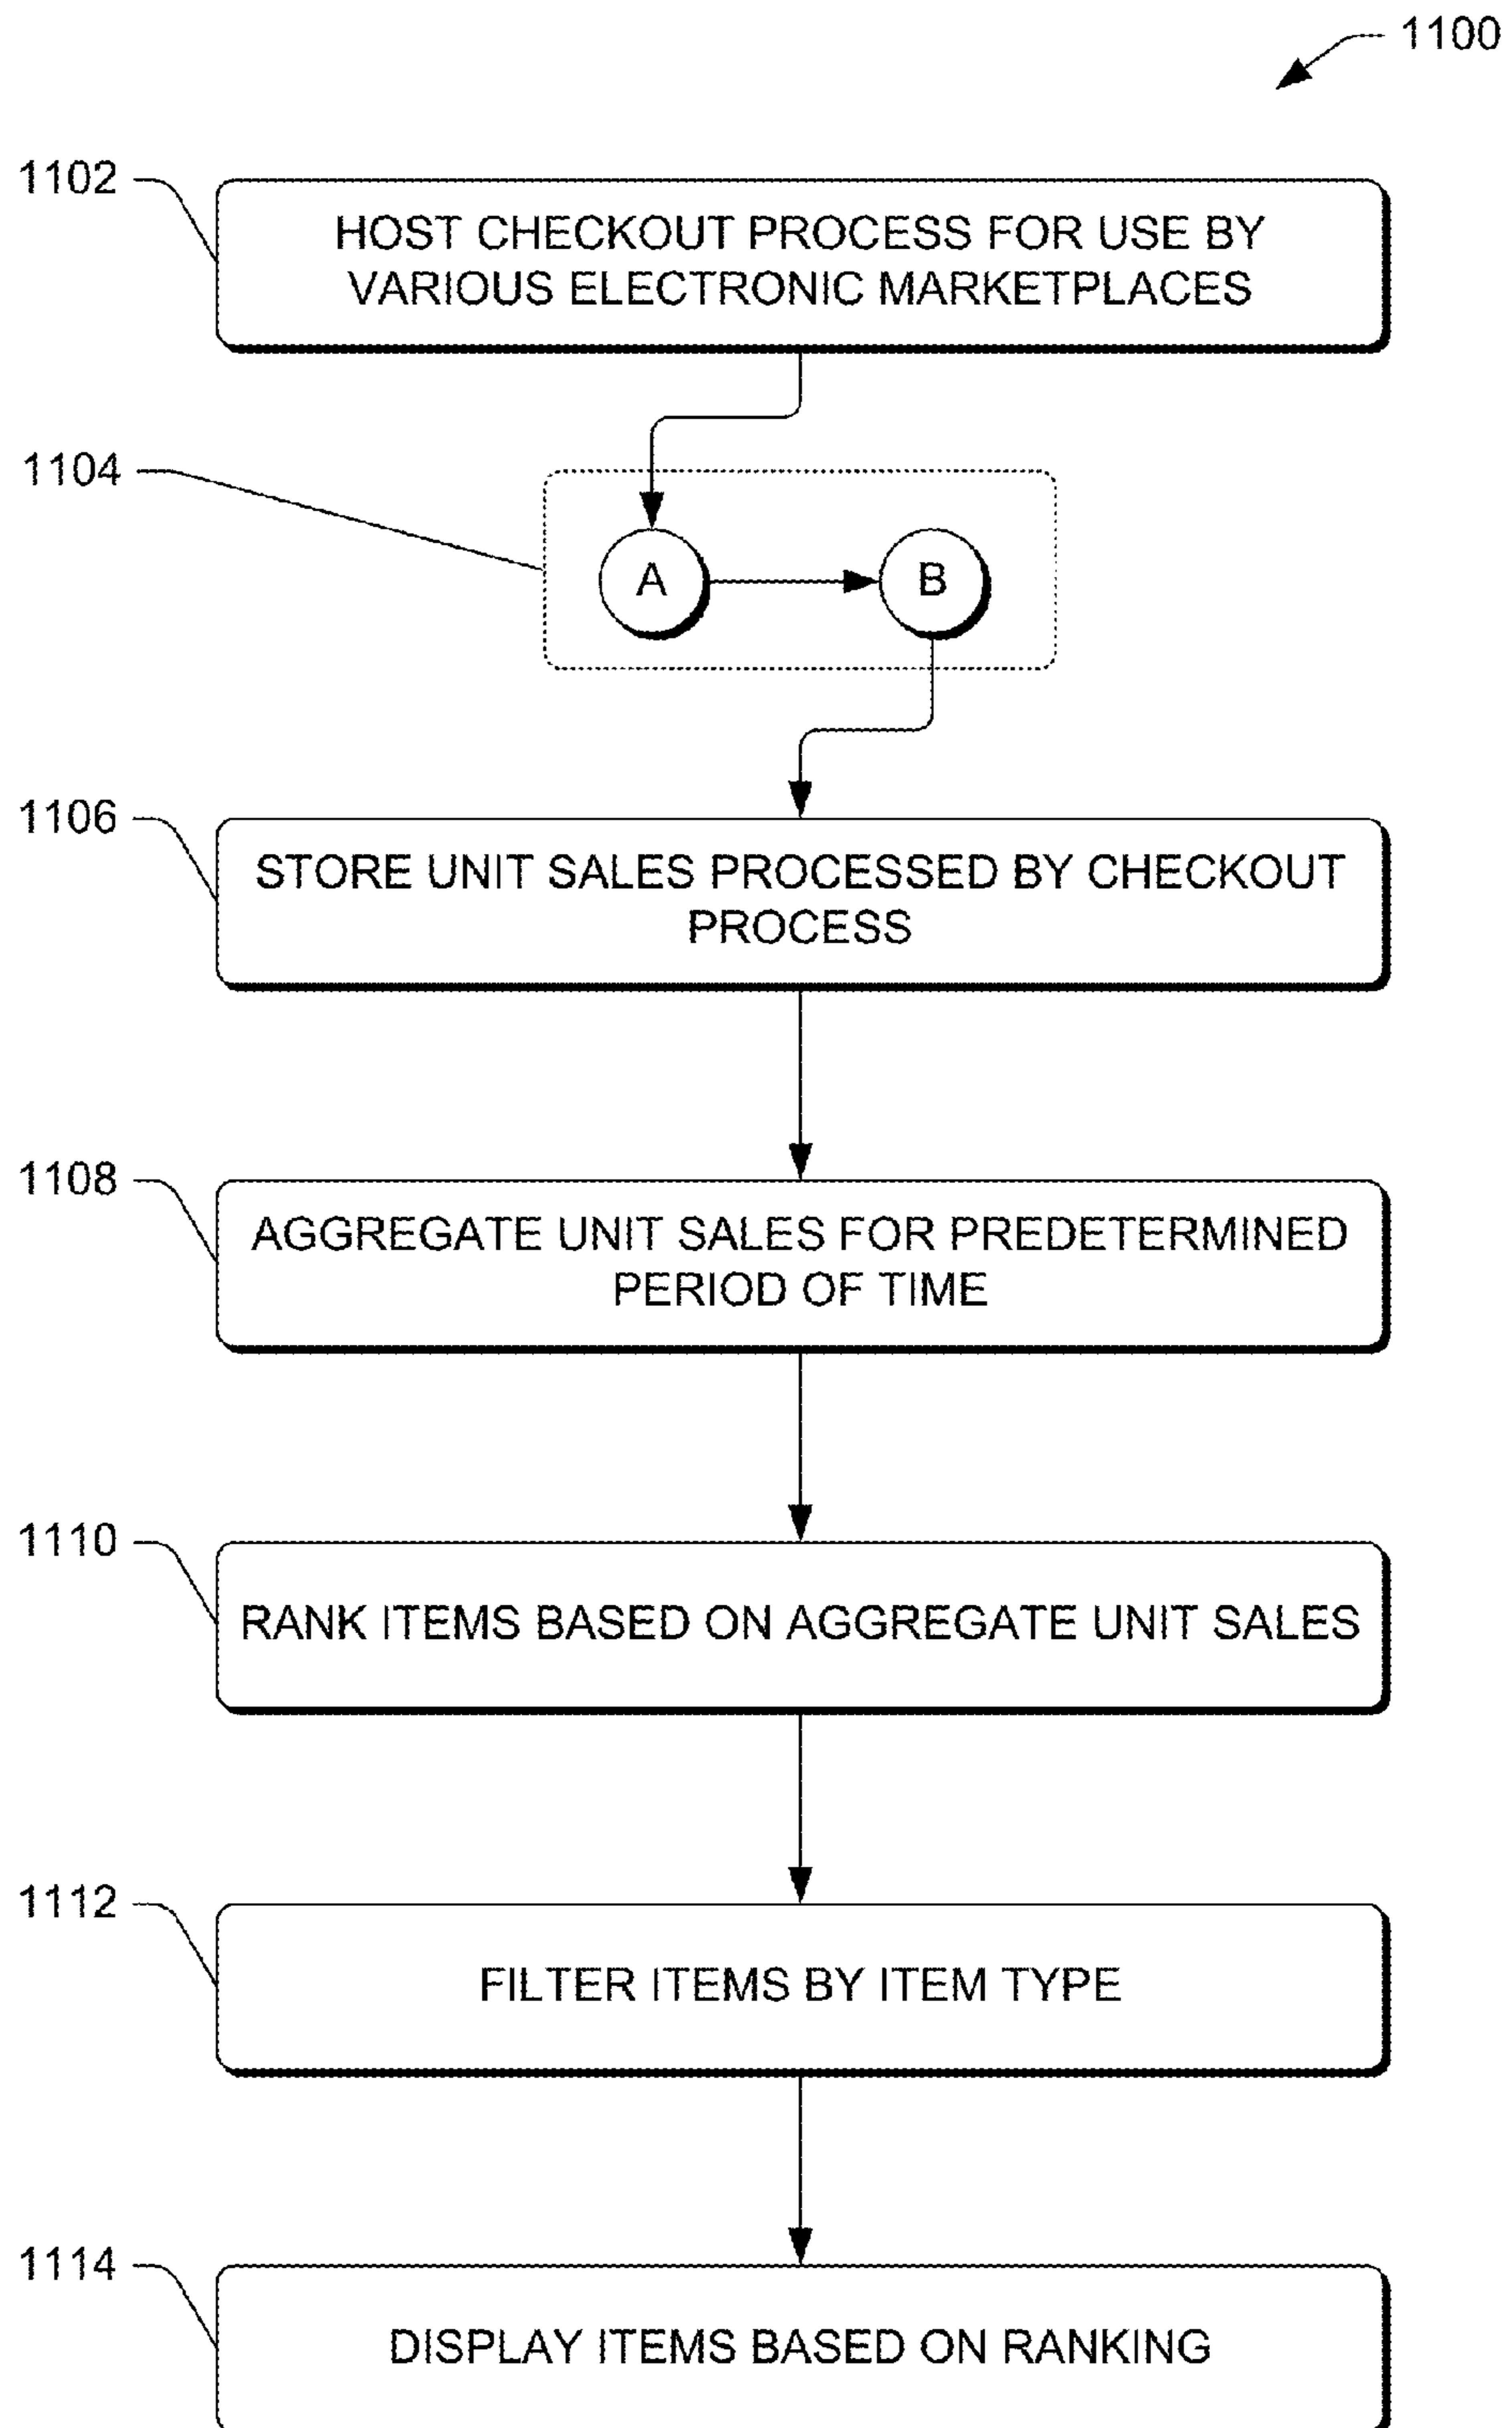 1100
1102
HOST CHECKOUT PROCESS FOR USE BY
VARIOUS ELECTRONIC MARKETPLACES
1104
A
B
1106
STORE UNIT SALES PROCESSED BY CHECKOUT
PROCESS
1108
AGGREGATE UNIT SALES FOR PREDETERMINED
PERIOD OF TIME
1110
RANK ITEMS BASED ON AGGREGATE UNIT SALES
1112
FILTER ITEMS BY ITEM TYPE
1114
DISPLAY ITEMS BASED ON RANKING